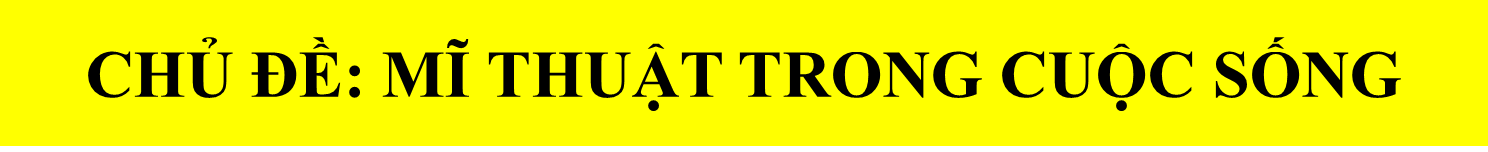 CHỦ ĐỀ: MĨ THUẬT TRONG CUỘC SỐNG